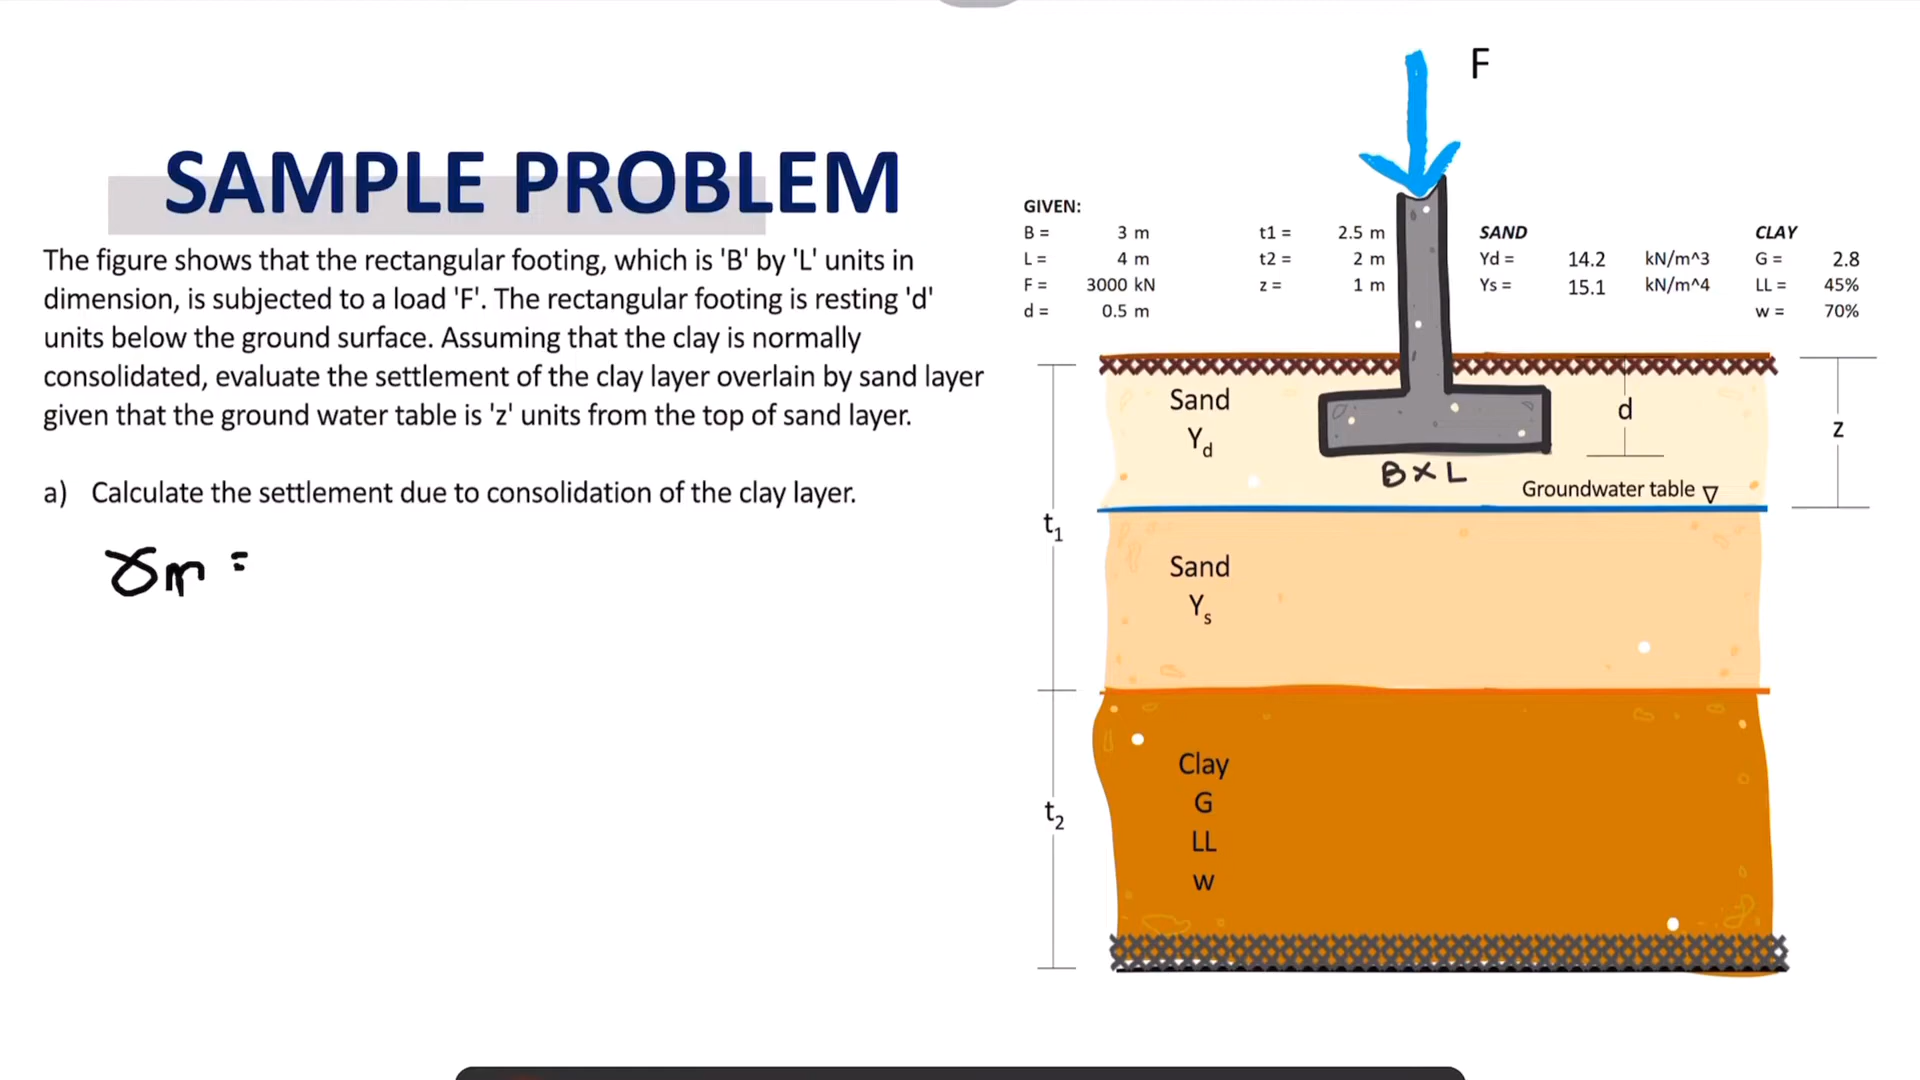 SAMPLE PROBLEM
The figure shows that the rectangular footing, which is 'B' by 'L' units in
dimension, is subjected to a load 'F'. The rectangular footing is resting 'd'
units below the ground surface. Assuming that the clay is normally
consolidated, evaluate the settlement of the clay layer overlain by sand layer
given that the ground water table is 'z' units from the top of sand layer.
a) Calculate the settlement due to consolidation of the clay layer.
γm =
F
GIVEN:
B = 3 m
L = 4 m
F = 3000 kN
d = 0.5 m
t1 = 2.5 m
t2 = 2 m
z = 1 m
SAND
Yd = 14.2 kN/m^3
Ys = 15.1 kN/m^4
CLAY
G = 2.8
LL = 45%
w = 70%
Sand
Yd
d
z
B X L
Groundwater table
t1
Sand
Ys
Clay
G
LL
w
t2